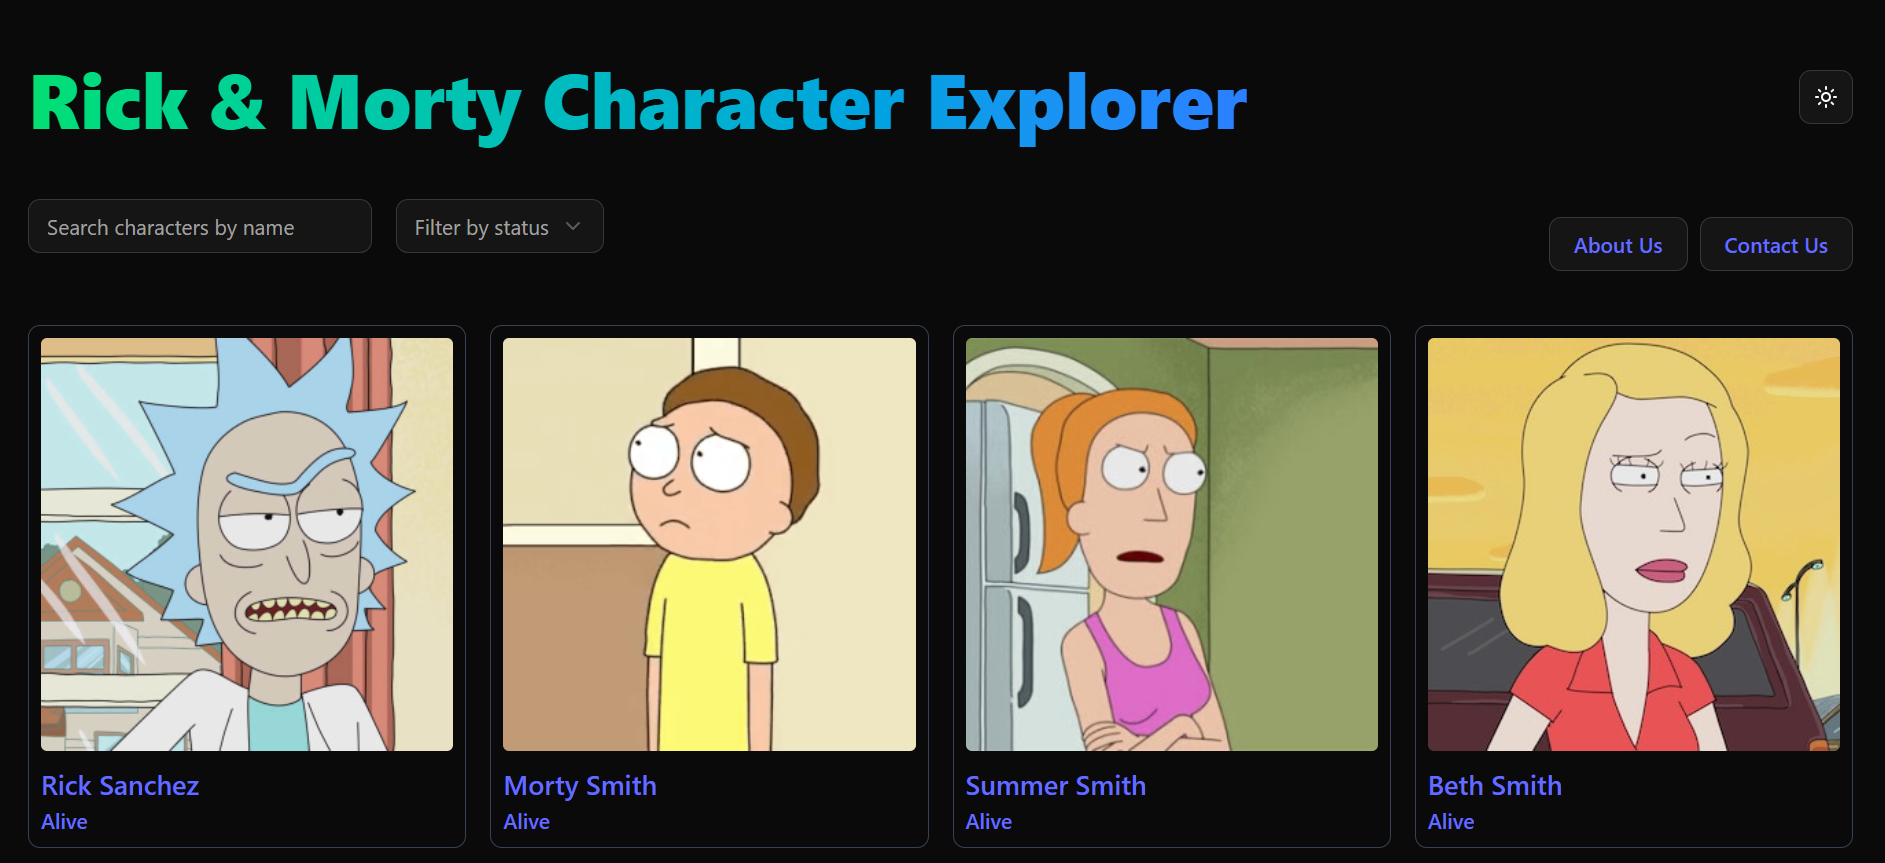 Rick & Morty Character Explorer
Search characters by name
Filter by status
About Us
Contact Us
Rick Sanchez
Alive
Morty Smith
Alive
Summer Smith
Alive
Beth Smith
Alive